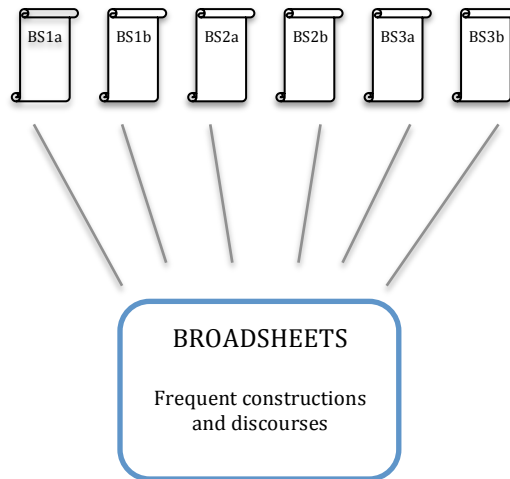 BS1a BS1b BS2a BS2b BS3a BS3b
BROADSHEETS
Frequent constructions
and discourses